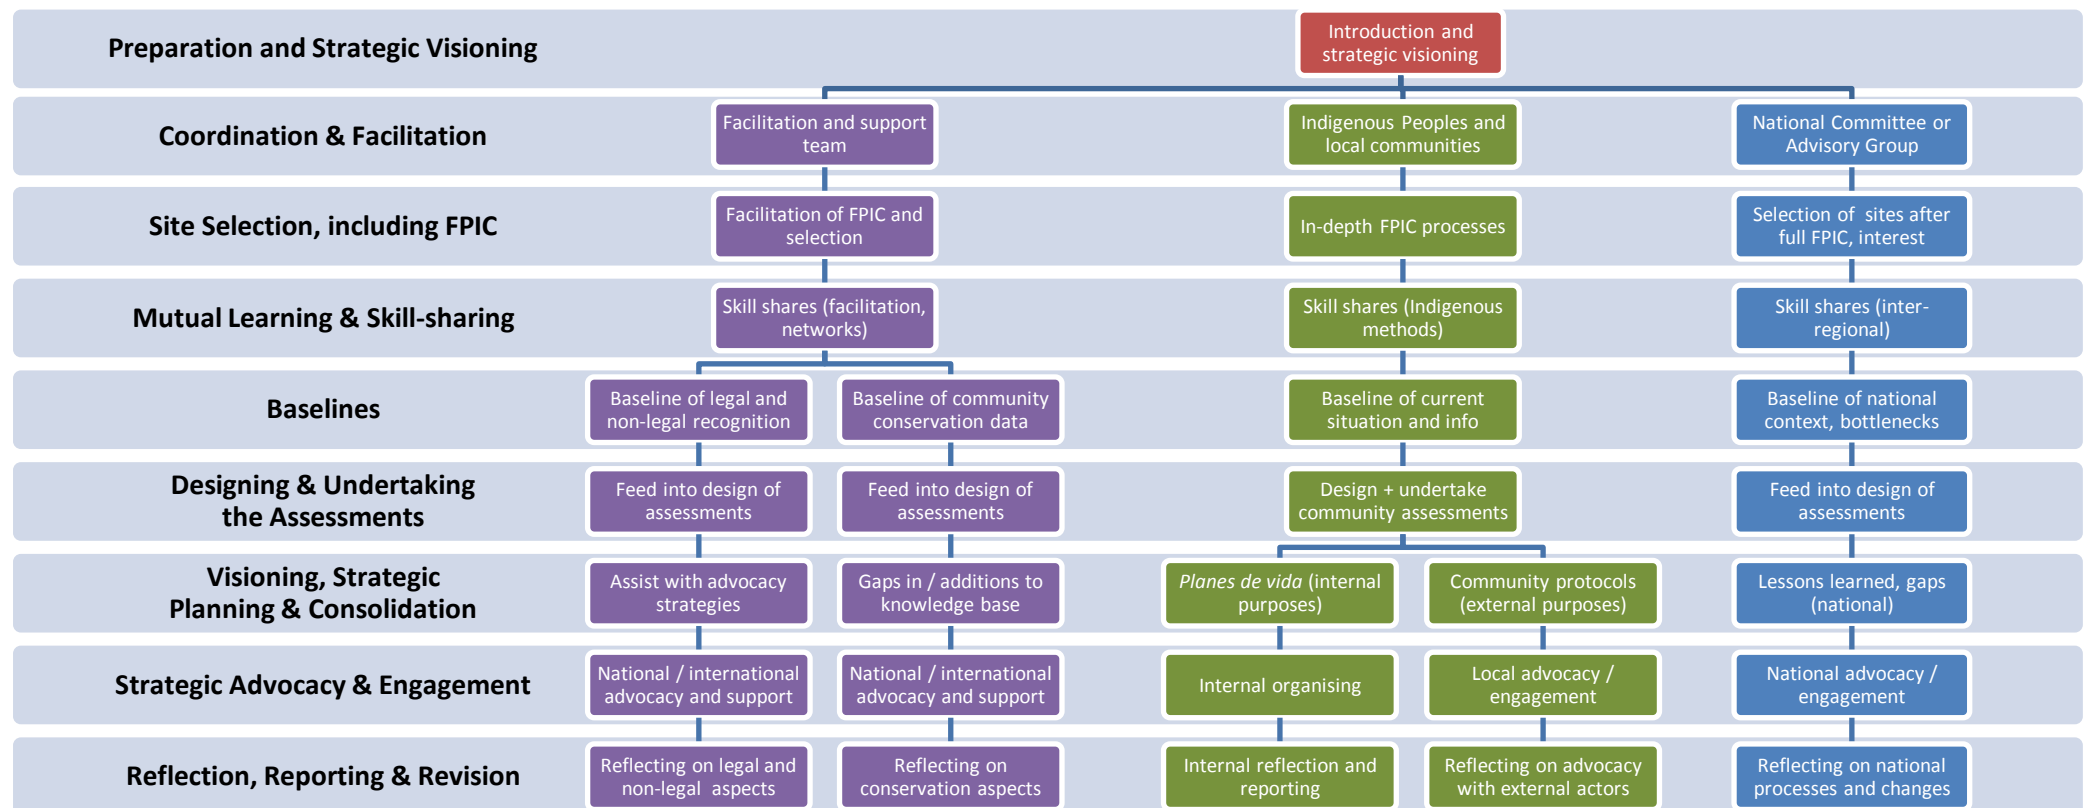 Preparation and Strategic Visioning
Introduction and
strategic visioning
Coordination & Facilitation
Facilitation and support
team
Indigenous Peoples and
local communities
National Committee or
Advisory Group
Site Selection, including FPIC
Facilitation of FPIC and
selection
In-depth FPIC processes
Selection of sites after
full FPIC, interest
Mutual Learning & Skill-sharing
Skill shares (facilitation,
networks)
Skill shares (Indigenous
methods)
Skill shares (inter-
regional)
Baselines
Baseline of legal and
non-legal recognition
Baseline of community
conservation data
Baseline of current
situation and info
Baseline of national
context, bottlenecks
Designing & Undertaking
the Assessments
Feed into design of
assessments
Feed into design of
assessments
Design + undertake
community assessments
Feed into design of
assessments
Visioning, Strategic
Planning & Consolidation
Assist with advocacy
strategies
Gaps in / additions to
knowledge base
Planes de vida (internal
purposes)
Community protocols
(external purposes)
Lessons learned, gaps
(national)
Strategic Advocacy & Engagement
National / international
advocacy and support
National / international
advocacy and support
Internal organising
Local advocacy /
engagement
National advocacy /
engagement
Reflection, Reporting & Revision
Reflecting on legal and
non-legal aspects
Reflecting on
conservation aspects
Internal reflection and
reporting
Reflecting on advocacy
with external actors
Reflecting on national
processes and changes